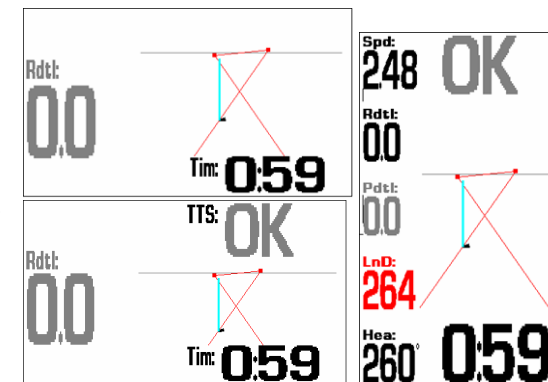 Rdtl:
0.0
Tim: 0:59
TTS: OK
Rdtl:
0.0
Tim: 0:59
Spd:
2.48 OK
Rdtl:
0.0
Pdtl:
0.0
LnD:
264
Hea:
260° 0:59